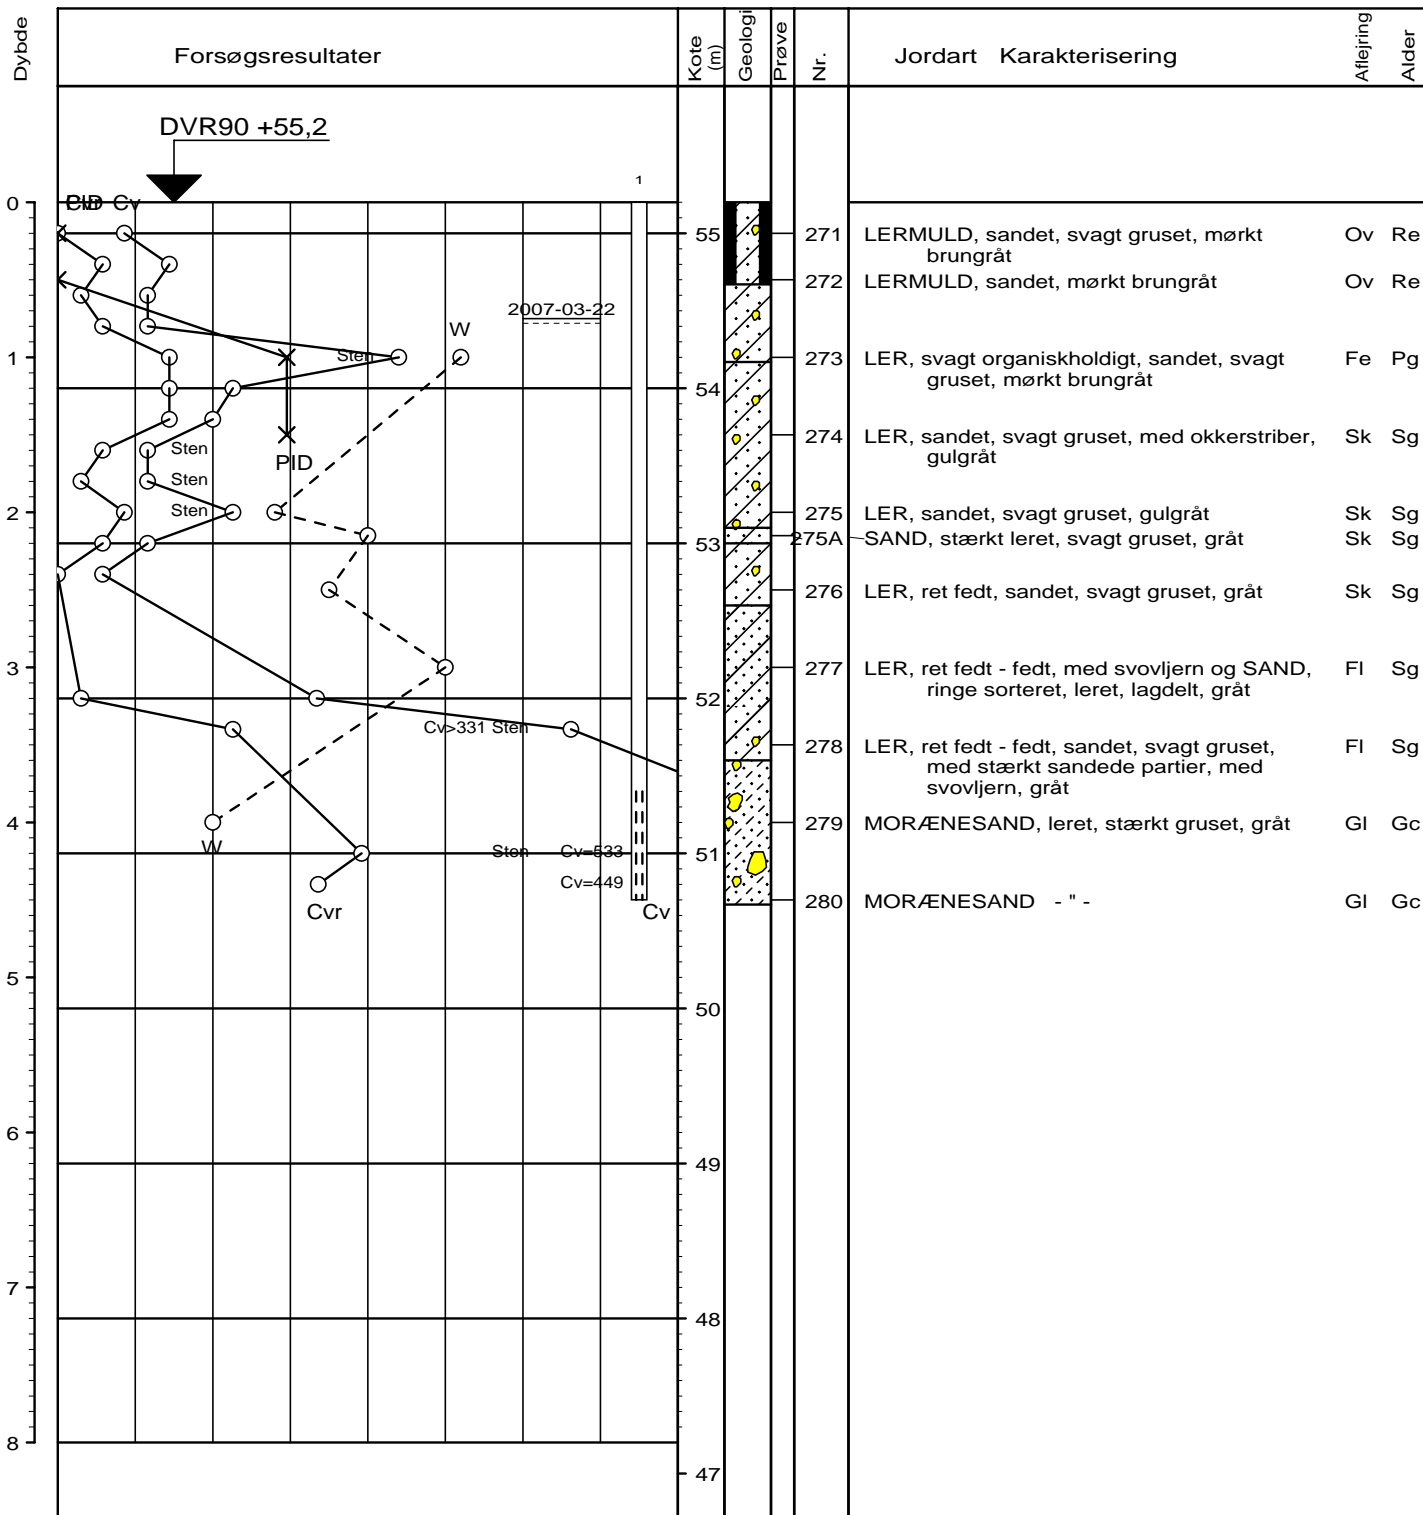 Dybde
Forsøgsresultater
Kote
(m)
Geologi
Prøve
Nr.
Jordart Karakterisering
Aflejring
Alder
DVR90 +55,2
1
0
PID Cv
55
271 LERMULD, sandet, svagt gruset, mørkt Ov Re
brungråt
272 LERMULD, sandet, mørkt brungråt Ov Re
2007-03-22
W
1
Sten
273 LER, svagt organiskholdigt, sandet, svagt Fe Pg
gruset, mørkt brungråt
54
274 LER, sandet, svagt gruset, med okkerstriber, Sk Sg
gulgråt
Sten
PID
Sten
2
Sten
275 LER, sandet, svagt gruset, gulgråt Sk Sg
53
275A SAND, stærkt leret, svagt gruset, gråt Sk Sg
276 LER, ret fedt, sandet, svagt gruset, gråt Sk Sg
3
277 LER, ret fedt - fedt, med svovljern og SAND, Fl Sg
ringe sorteret, leret, lagdelt, gråt
52
Cv>331 Sten
278 LER, ret fedt - fedt, sandet, svagt gruset, Fl Sg
med stærkt sandede partier, med
svovljern, gråt
4
279 MORÆNESAND, leret, stærkt gruset, gråt Gl Gc
W
Sten Cv=533
51
Cv=449
280 MORÆNESAND - " - Gl Gc
Cvr
Cv
5
50
6
49
7
48
8
47